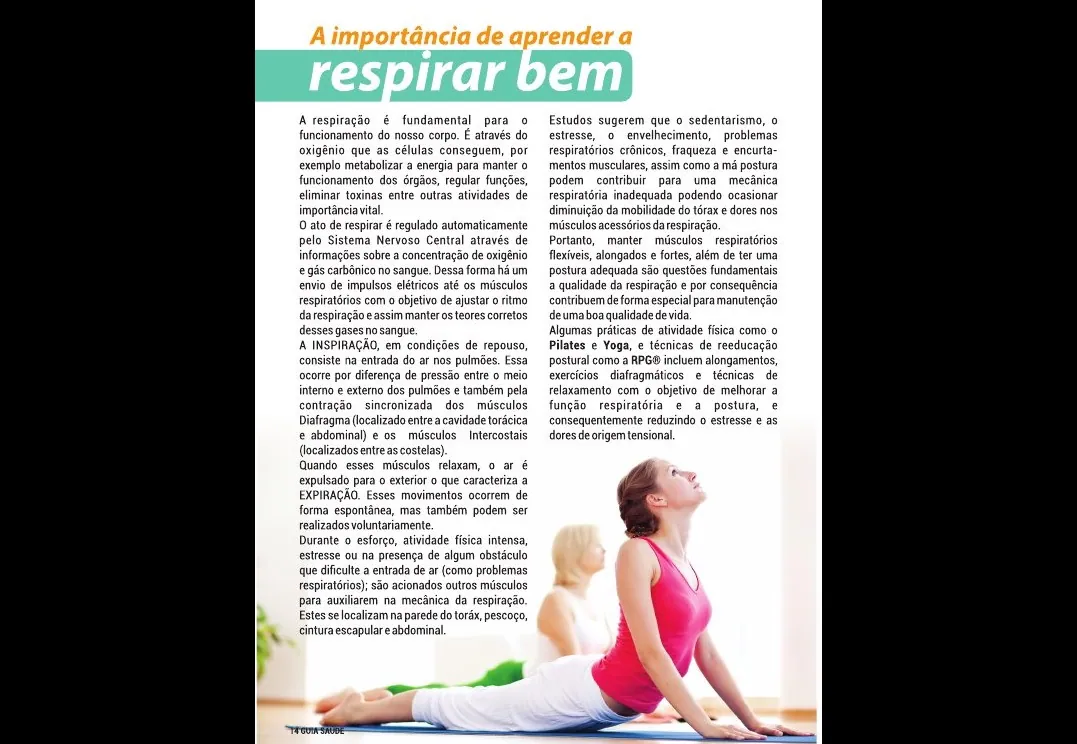 A importância de aprender a
respirar bem
A respiração é fundamental para o
funcionamento do nosso corpo. É através do
oxigênio que as células conseguem, por
exemplo metabolizar a energia para manter o
funcionamento dos órgãos, regular funções,
eliminar toxinas entre outras atividades de
importância vital.
O ato de respirar é regulado automaticamente
pelo Sistema Nervoso Central através de
informações sobre a concentração de oxigênio
e gás carbônico no sangue. Dessa forma há um
envio de impulsos elétricos até os músculos
respiratórios com o objetivo de ajustar o ritmo
da respiração e assim manter os teores corretos
desses gases no sangue.
A INSPIRAÇÃO, em condições de repouso,
consiste na entrada do ar nos pulmões. Essa
ocorre por diferença de pressão entre o meio
interno e externo dos pulmões e também pela
contração sincronizada dos músculos
Diafragma (localizado entre a cavidade torácica
e abdominal) e os músculos Intercostais
(localizados entre as costelas).
Quando esses músculos relaxam, o ar é
expulsado para o exterior o que caracteriza a
EXPIRAÇÃO. Esses movimentos ocorrem de
forma espontânea, mas também podem ser
realizados voluntariamente.
Durante o esforço, atividade física intensa,
estresse ou na presença de algum obstáculo
que dificulte a entrada de ar (como problemas
respiratórios); são acionados outros músculos
para auxiliarem na mecânica da respiração.
Estes se localizam na parede do toráx, pescoço,
cintura escapular e abdominal.
Estudos sugerem que o sedentarismo, o
estresse, o envelhecimento, problemas
respiratórios crônicos, fraqueza e encurta-
mentos musculares, assim como a má postura
podem contribuir para uma mecânica
respiratória inadequada podendo ocasionar
diminuição da mobilidade do tórax e dores nos
músculos acessórios da respiração.
Portanto, manter músculos respiratórios
flexíveis, alongados e fortes, além de ter uma
postura adequada são questões fundamentais
a qualidade da respiração e por consequência
contribuem de forma especial para manutenção
de uma boa qualidade de vida.
Algumas práticas de atividade física como o
Pilates e Yoga, e técnicas de reeducação
postural como a RPG® incluem alongamentos,
exercícios diafragmáticos e técnicas de
relaxamento com o objetivo de melhorar a
função respiratória e a postura, e
consequentemente reduzindo o estresse e as
dores de origem tensional.
14 GUIA SAÚDE